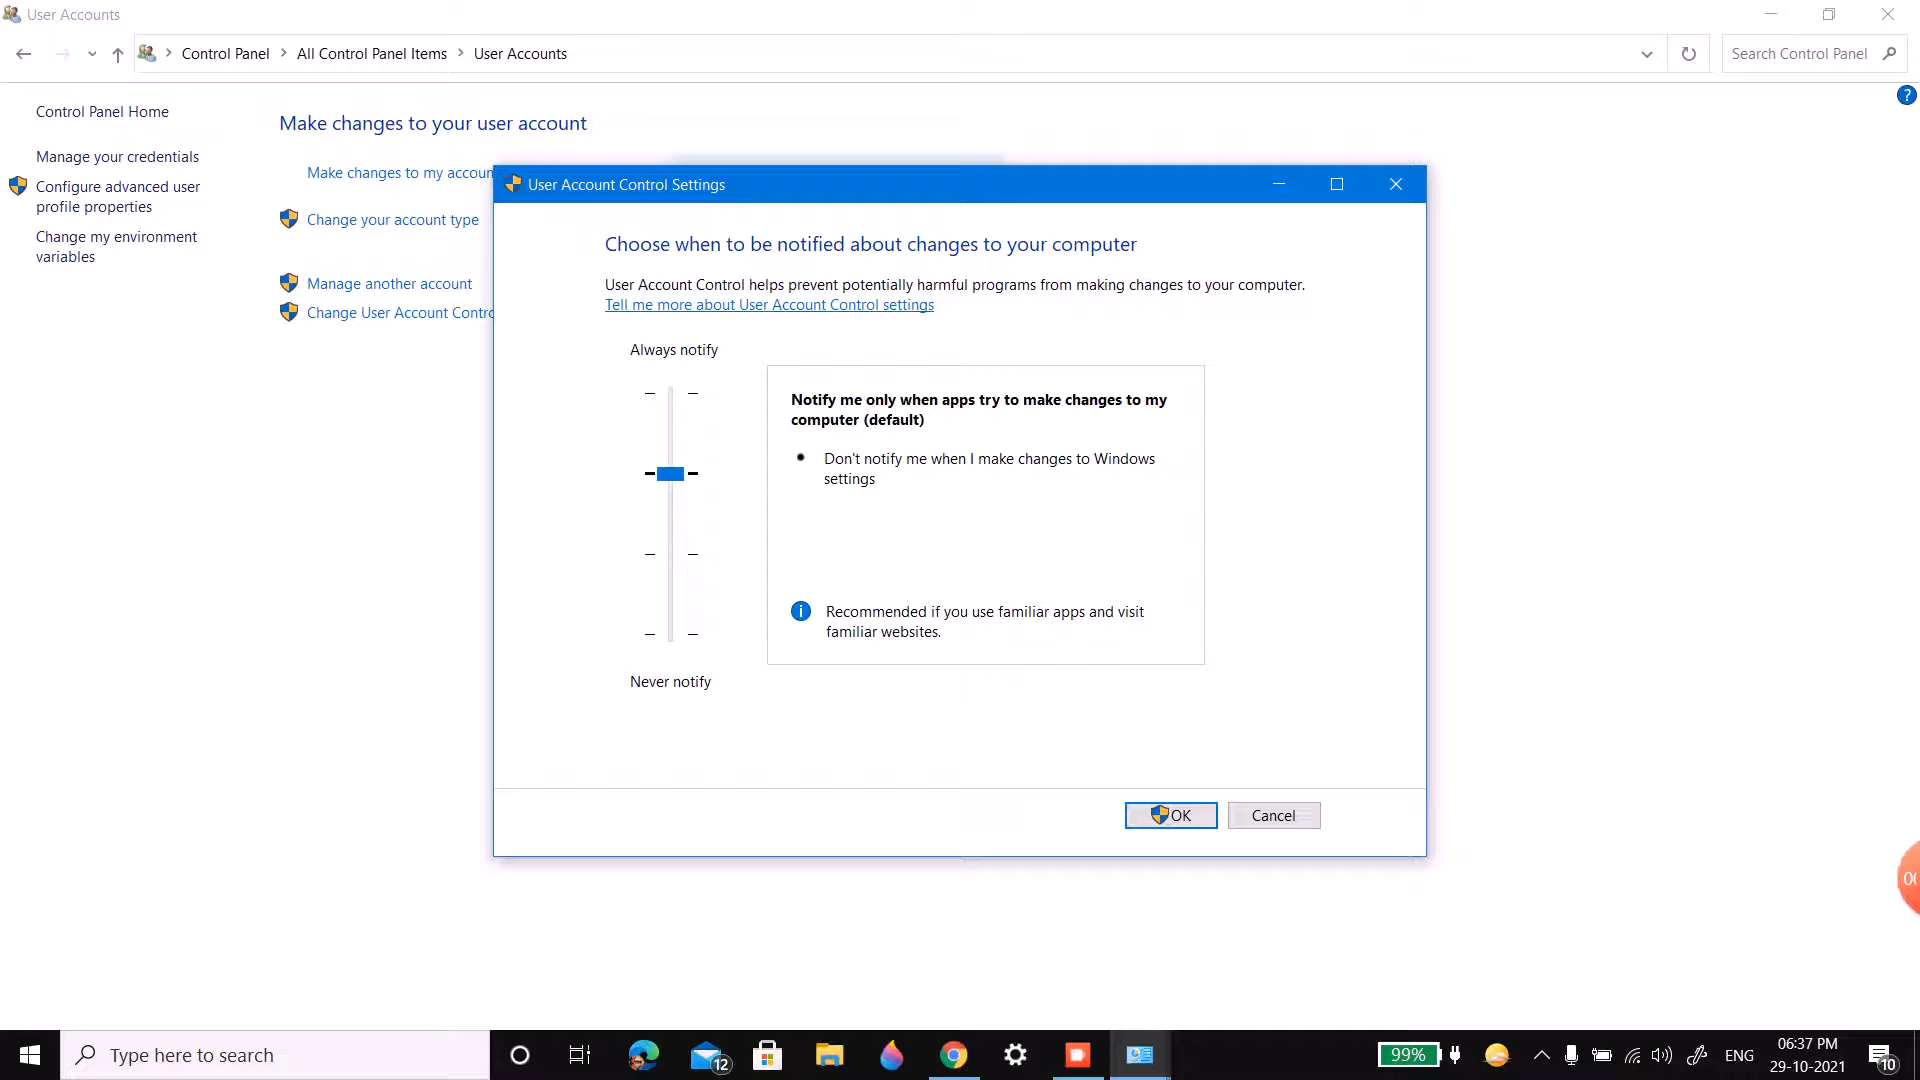 User Accounts
Control Panel
All Control Panel Items
User Accounts
Search Control Panel
?
Control Panel Home
Manage your credentials
Configure advanced user
profile properties
Change my environment
variables
Make changes to your user account
Make changes to my accoun
Change your account type
Manage another account
Change User Account Contro
User Account Control Settings
Choose when to be notified about changes to your computer
User Account Control helps prevent potentially harmful programs from making changes to your computer.
Tell me more about User Account Control settings
Always notify
Notify me only when apps try to make changes to my
computer (default)
Don't notify me when I make changes to Windows
settings
i
Recommended if you use familiar apps and visit
familiar websites.
Never notify
OK
Cancel
Type here to search
12
99%
ENG
06:37 PM
29-10-2021
10